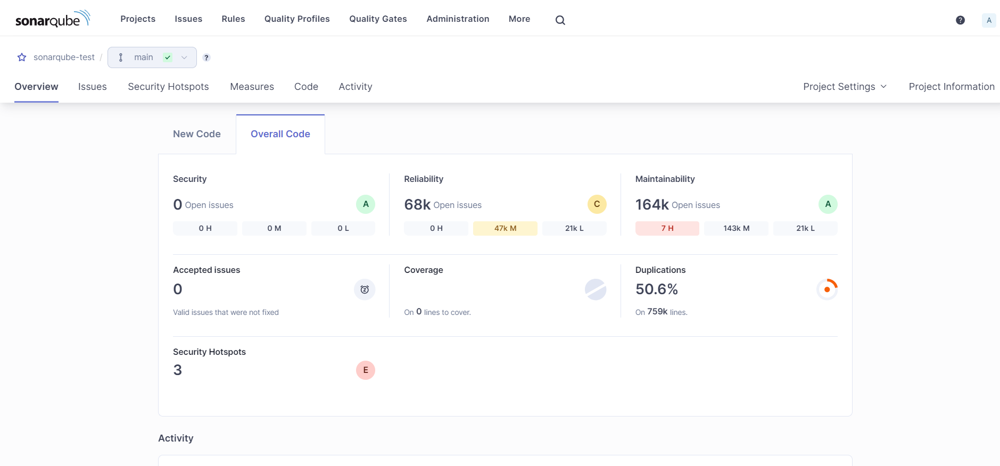 sonarqube
Projects Issues Rules Quality Profiles Quality Gates Administration More ? A
sonarqube-test / main ?
Overview Issues Security Hotspots Measures Code Activity Project Settings Project Information
New Code Overall Code
Security Reliability Maintainability
0 Open issues A 68k Open issues C 164k Open issues A
0 H 0 M 0 L 0 H 47k M 21k L 7 H 143k M 21k L
Accepted issues Coverage Duplications
0 50.6%
Valid issues that were not fixed On 0 lines to cover. On 759k lines.
Security Hotspots
3 E
Activity